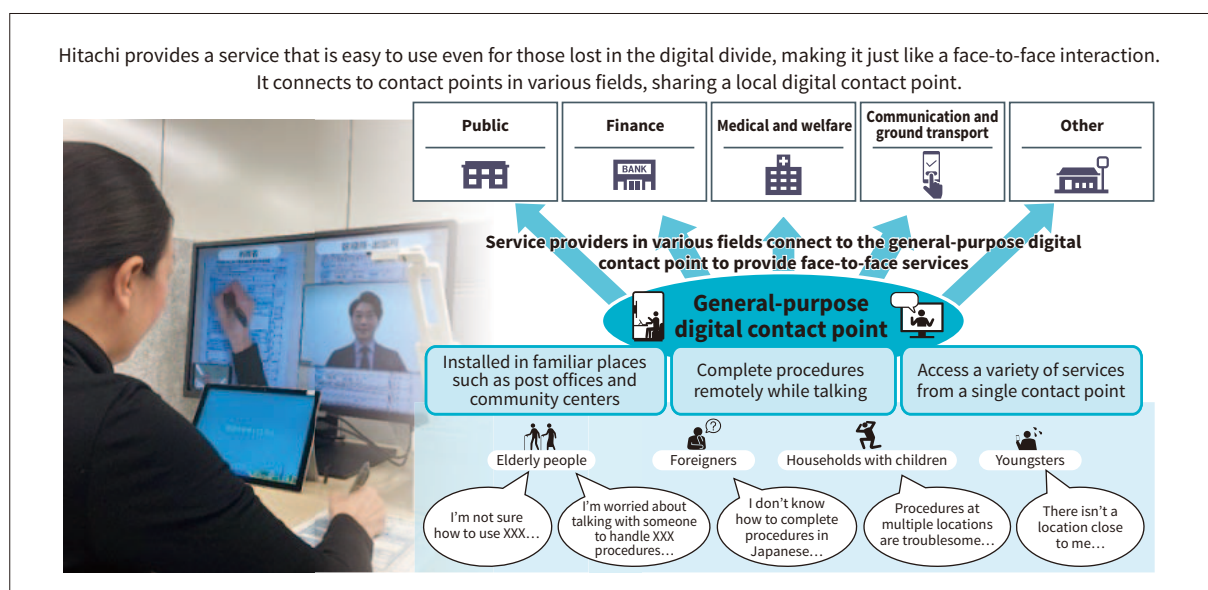 Hitachi provides a service that is easy to use even for those lost in the digital divide, making it just like a face-to-face interaction.
It connects to contact points in various fields, sharing a local digital contact point.
Public
Finance
Medical and welfare
Communication and
ground transport
Other
BANK
Service providers in various fields connect to the general-purpose digital
contact point to provide face-to-face services
General-purpose
digital contact point
Installed in familiar places
such as post offices and
community centers
Complete procedures
remotely while talking
Access a variety of services
from a single contact point
Elderly people
Foreigners
Households with children
Youngsters
I'm not sure
how to use XXX…
I'm worried about
talking with someone
to handle XXX
procedures…
I don't know
how to complete
procedures in
Japanese…
Procedures at
multiple locations
are troublesome…
There isn't a
location close
to me…